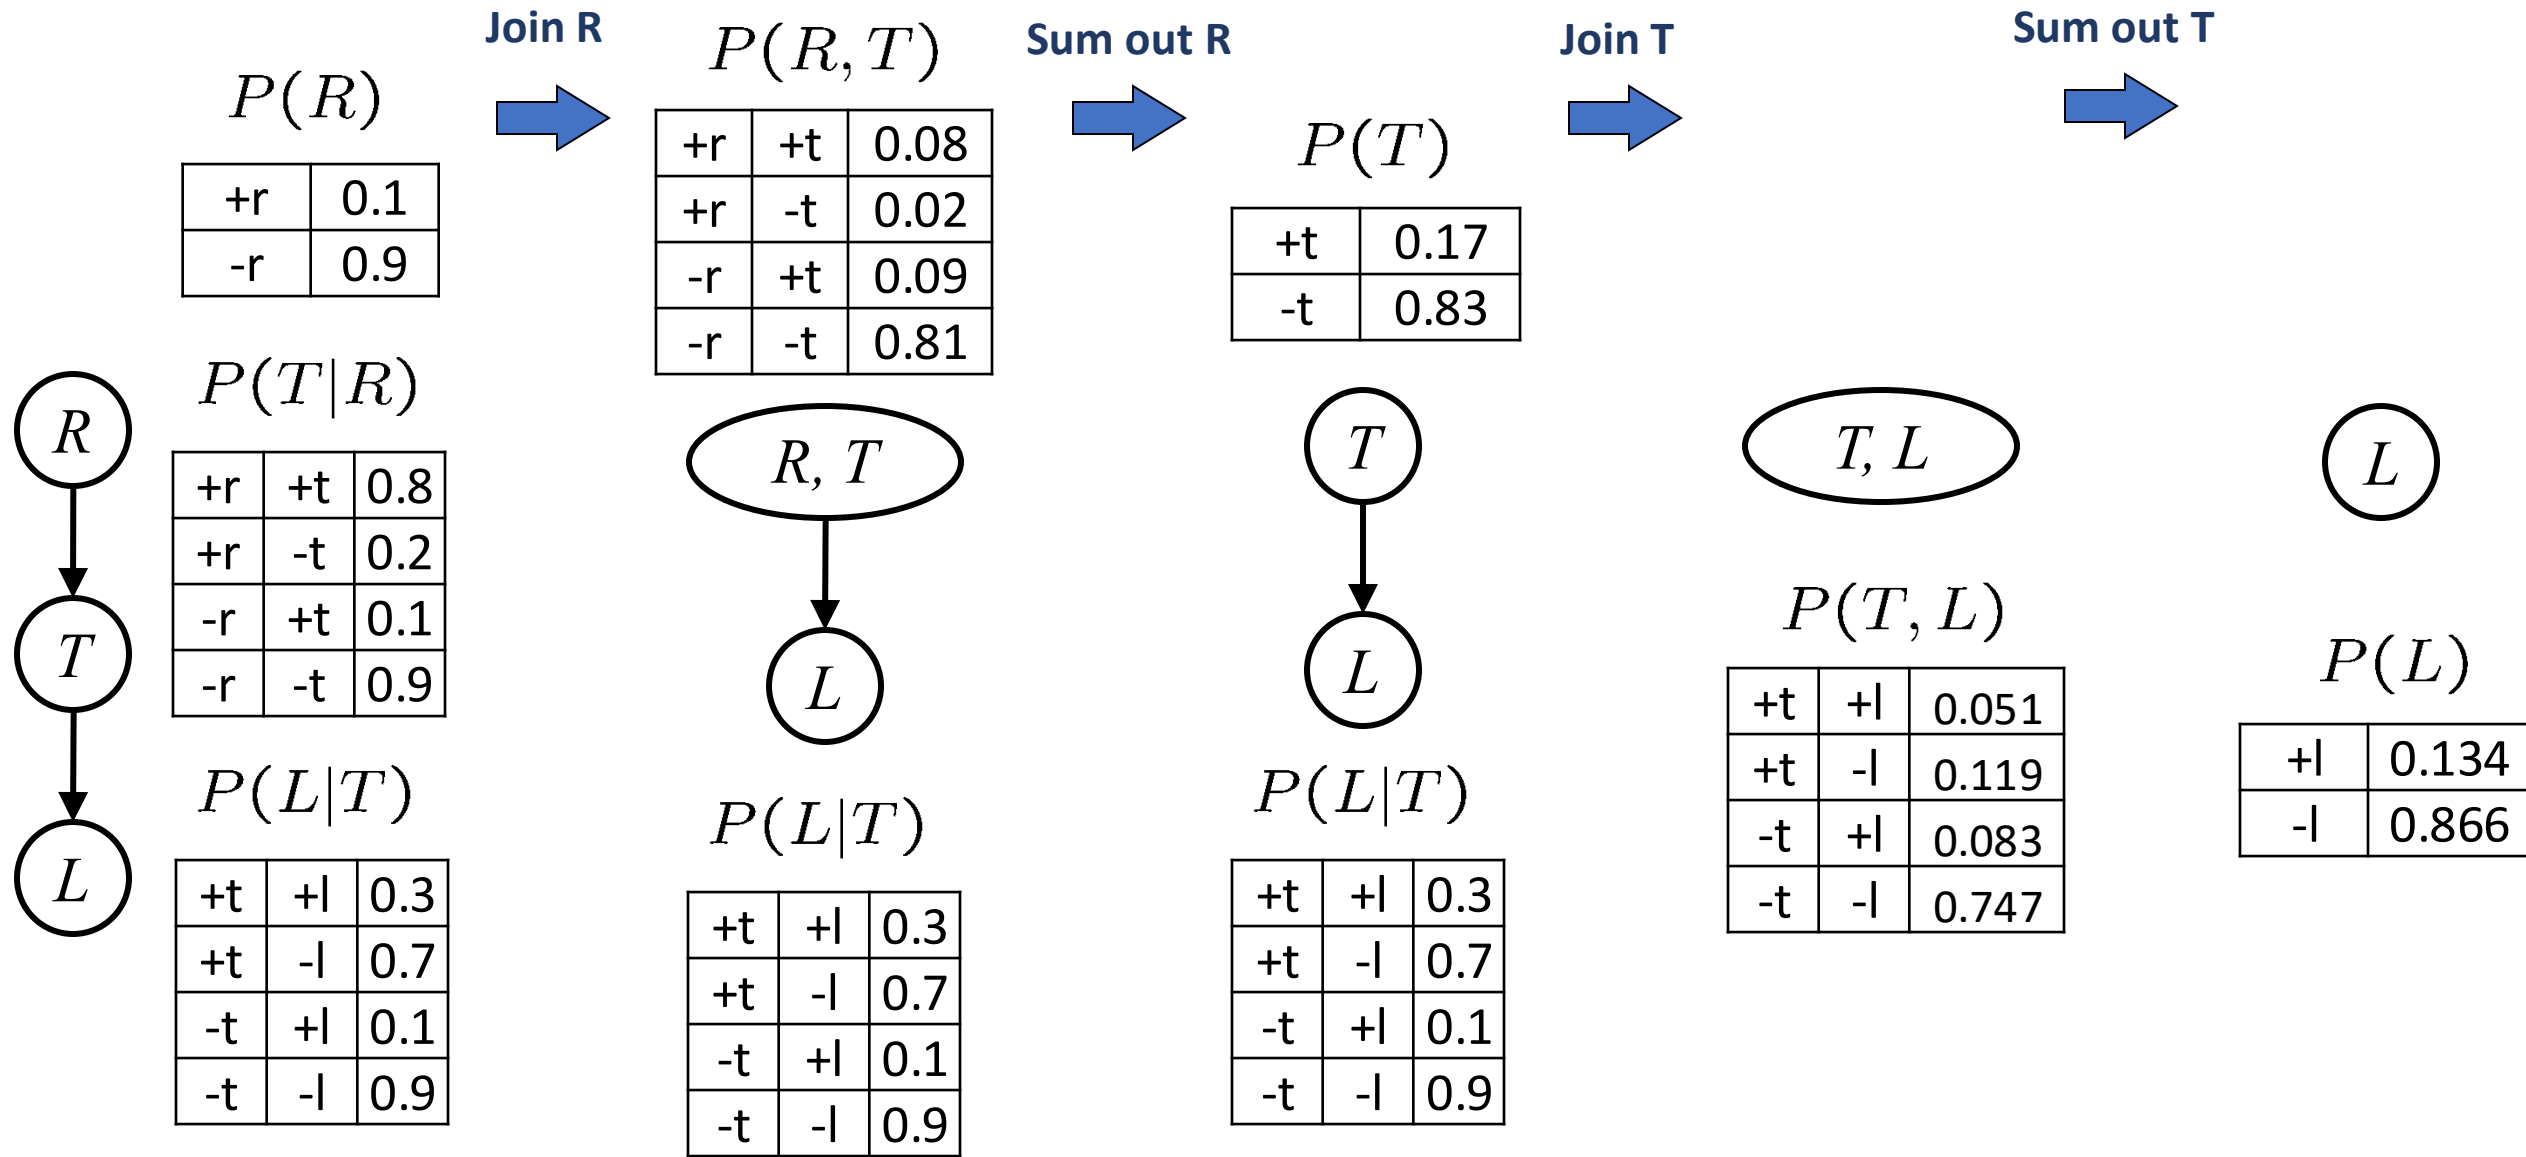 Join R
Sum out R
Join T
Sum out T
P(R)
+r 0.1
-r 0.9
P(T|R)
+r +t 0.8
+r -t 0.2
-r +t 0.1
-r -t 0.9
P(L|T)
+t +l 0.3
+t -l 0.7
-t +l 0.1
-t -l 0.9
R
T
L
P(R, T)
+r +t 0.08
+r -t 0.02
-r +t 0.09
-r -t 0.81
R, T
L
P(L|T)
+t +l 0.3
+t -l 0.7
-t +l 0.1
-t -l 0.9
P(T)
+t 0.17
-t 0.83
T
L
P(L|T)
+t +l 0.3
+t -l 0.7
-t +l 0.1
-t -l 0.9
T, L
P(T, L)
+t +l 0.051
+t -l 0.119
-t +l 0.083
-t -l 0.747
L
P(L)
+l 0.134
-l 0.866